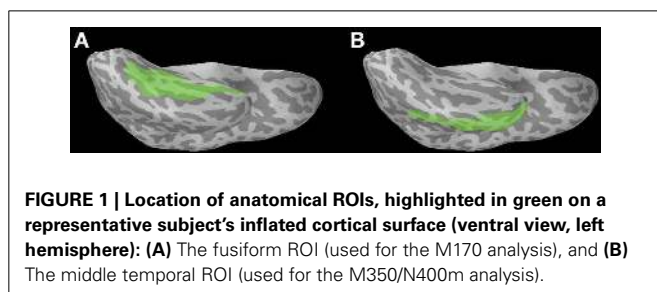 A B
FIGURE 1 | Location of anatomical ROIs, highlighted in green on a
representative subject's inflated cortical surface (ventral view, left
hemisphere): (A) The fusiform ROI (used for the M170 analysis), and (B)
The middle temporal ROI (used for the M350/N400m analysis).